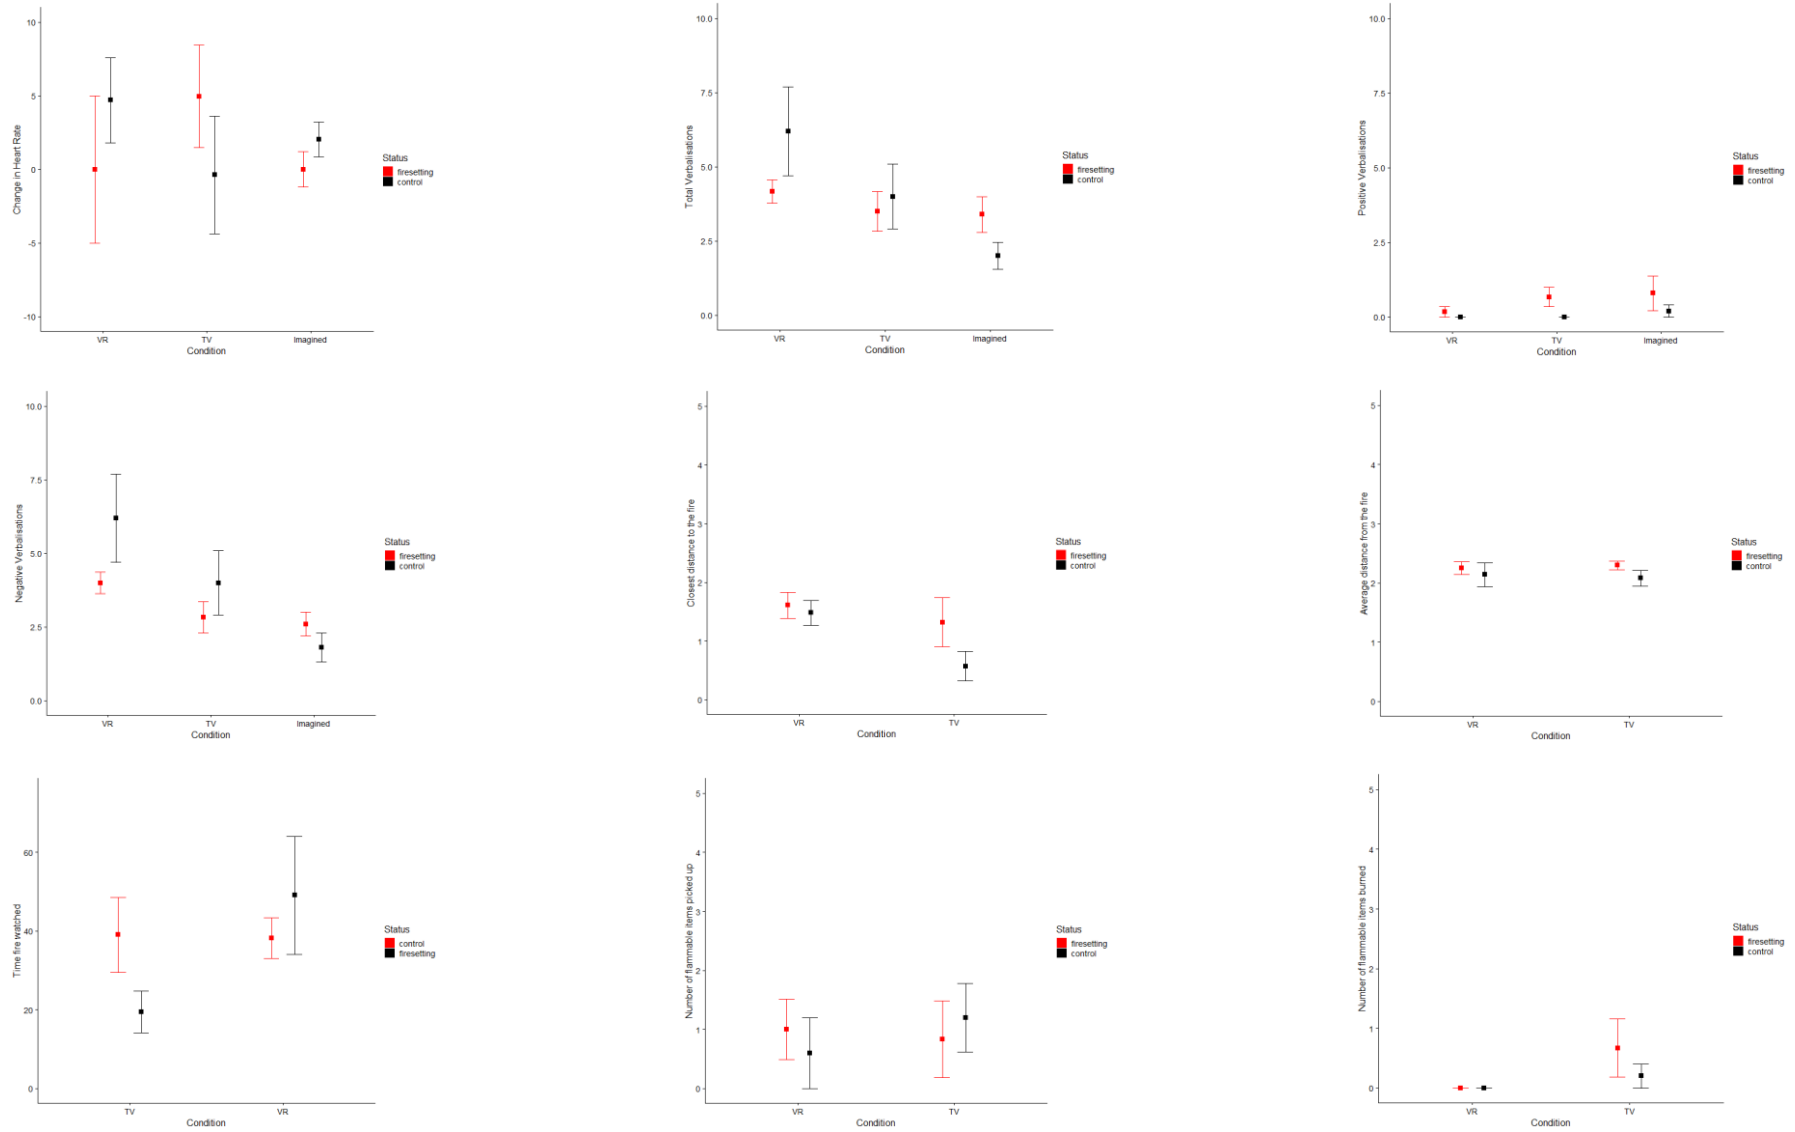 Change in Heart Rate
10
5
0
-5
-10
VR TV Imagined
Condition
Status
firesetting
control
Total Verbalisations
10.0
7.5
5.0
2.5
0.0
VR TV Imagined
Condition
Status
firesetting
control
Positive Verbalisations
10.0
7.5
5.0
2.5
0.0
VR TV Imagined
Condition
Status
firesetting
control
Negative Verbalisations
10.0
7.5
5.0
2.5
0.0
VR TV Imagined
Condition
Status
firesetting
control
Closest distance to the fire
5
4
3
2
1
0
VR TV
Condition
Status
firesetting
control
Average distance from the fire
5
4
3
2
1
0
VR TV
Condition
Status
firesetting
control
Time fire watched
60
40
20
0
TV VR
Condition
Status
control
firesetting
Number of flammable items picked up
5
4
3
2
1
0
VR TV
Condition
Status
firesetting
control
Number of flammable items burned
5
4
3
2
1
0
VR TV
Condition
Status
firesetting
control